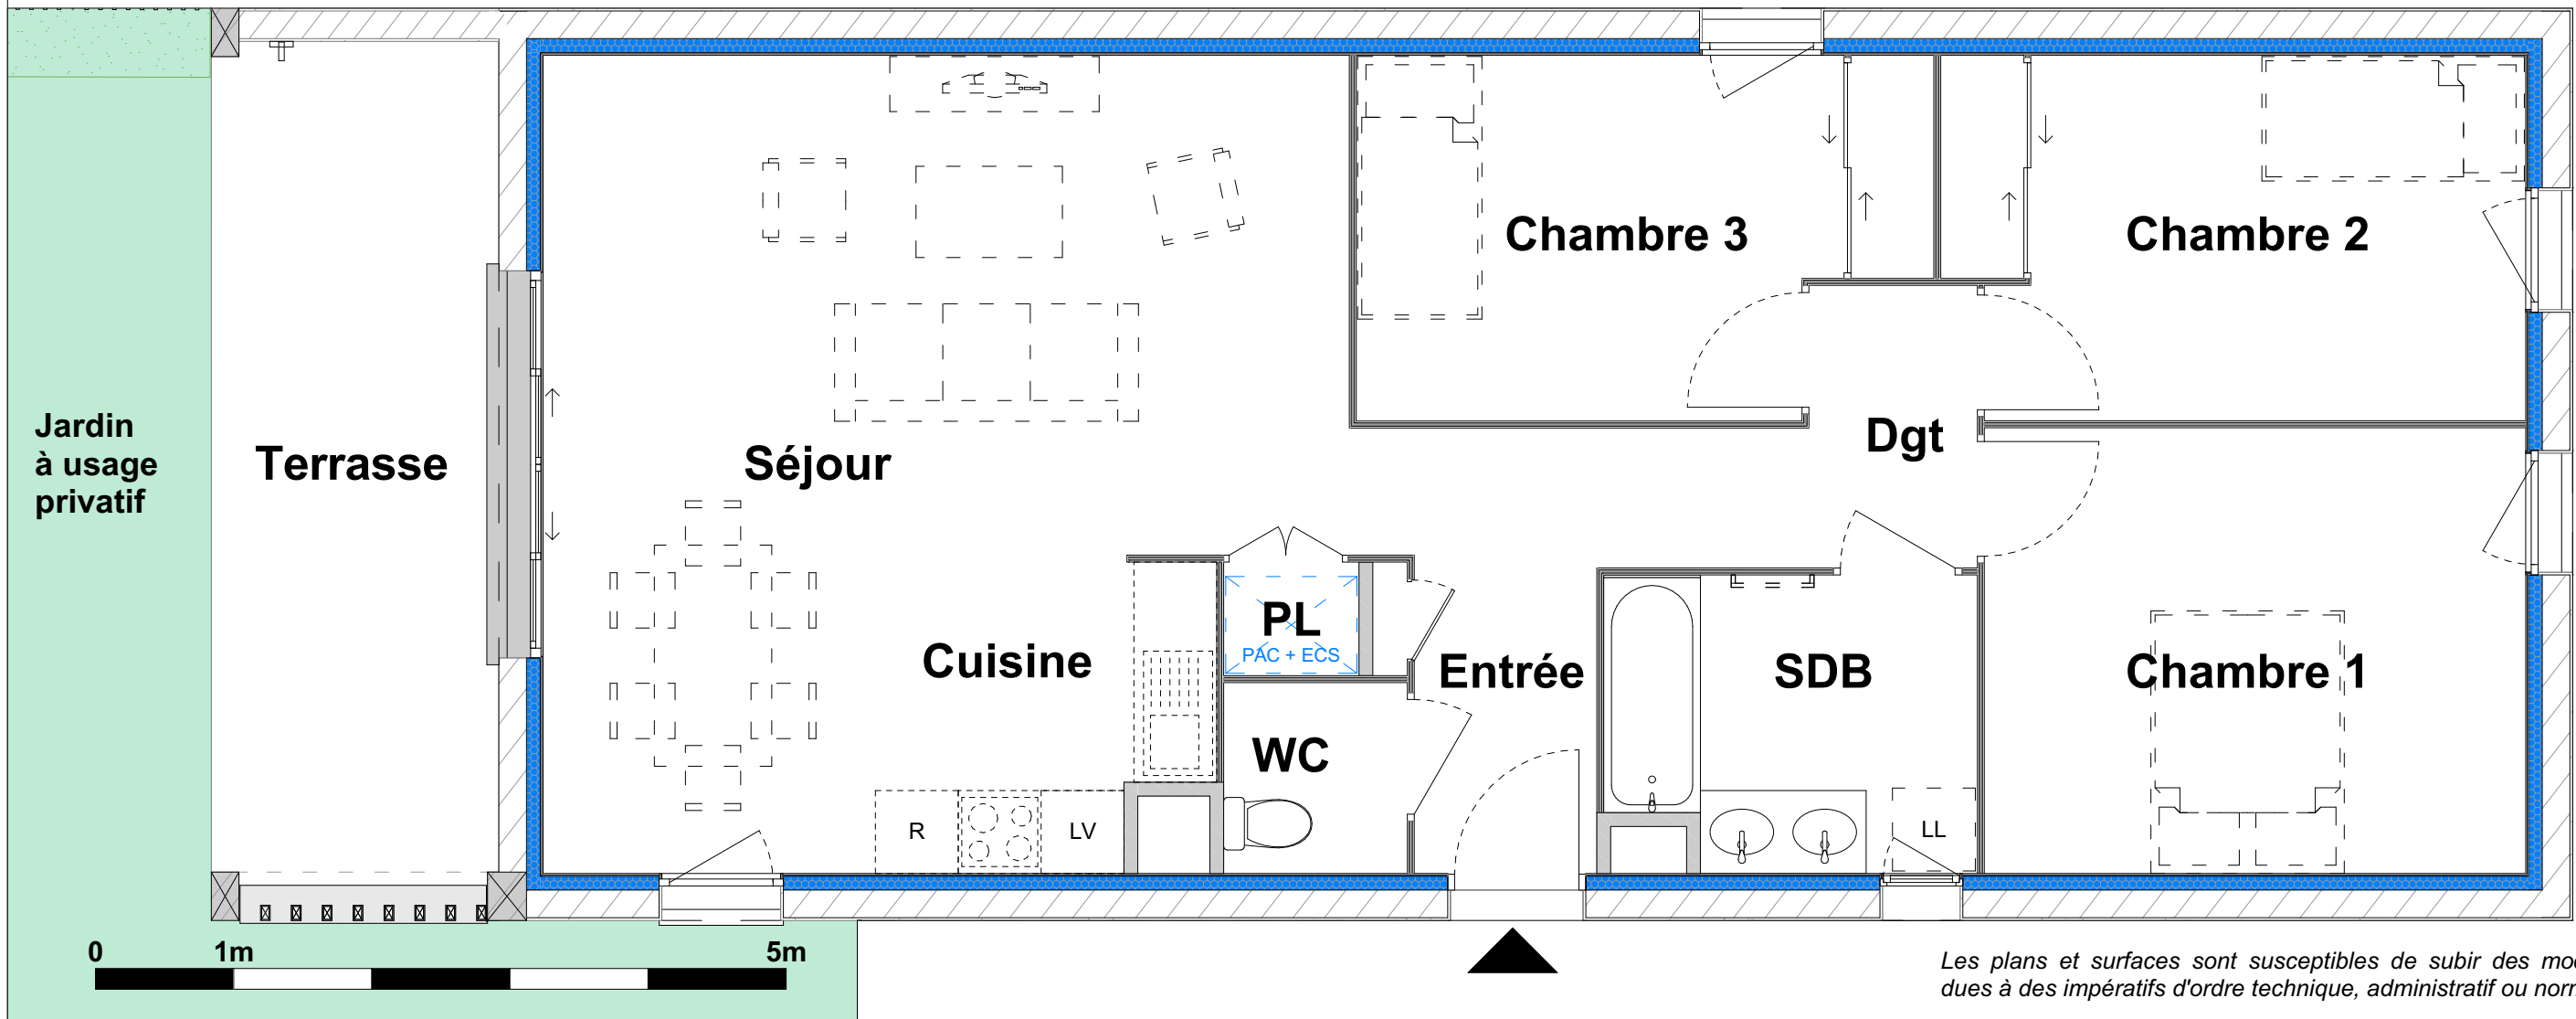 Chambre 3
Chambre 2
Jardin
à usage
privatif
Terrasse
Séjour
Dgt
PL
PAC + ECS
Cuisine
Entrée
SDB
Chambre 1
WC
R
LV
LL
0 1m 5m
Les plans et surfaces sont susceptibles de subir des
dues à des impératifs d'ordre technique, administratif ou